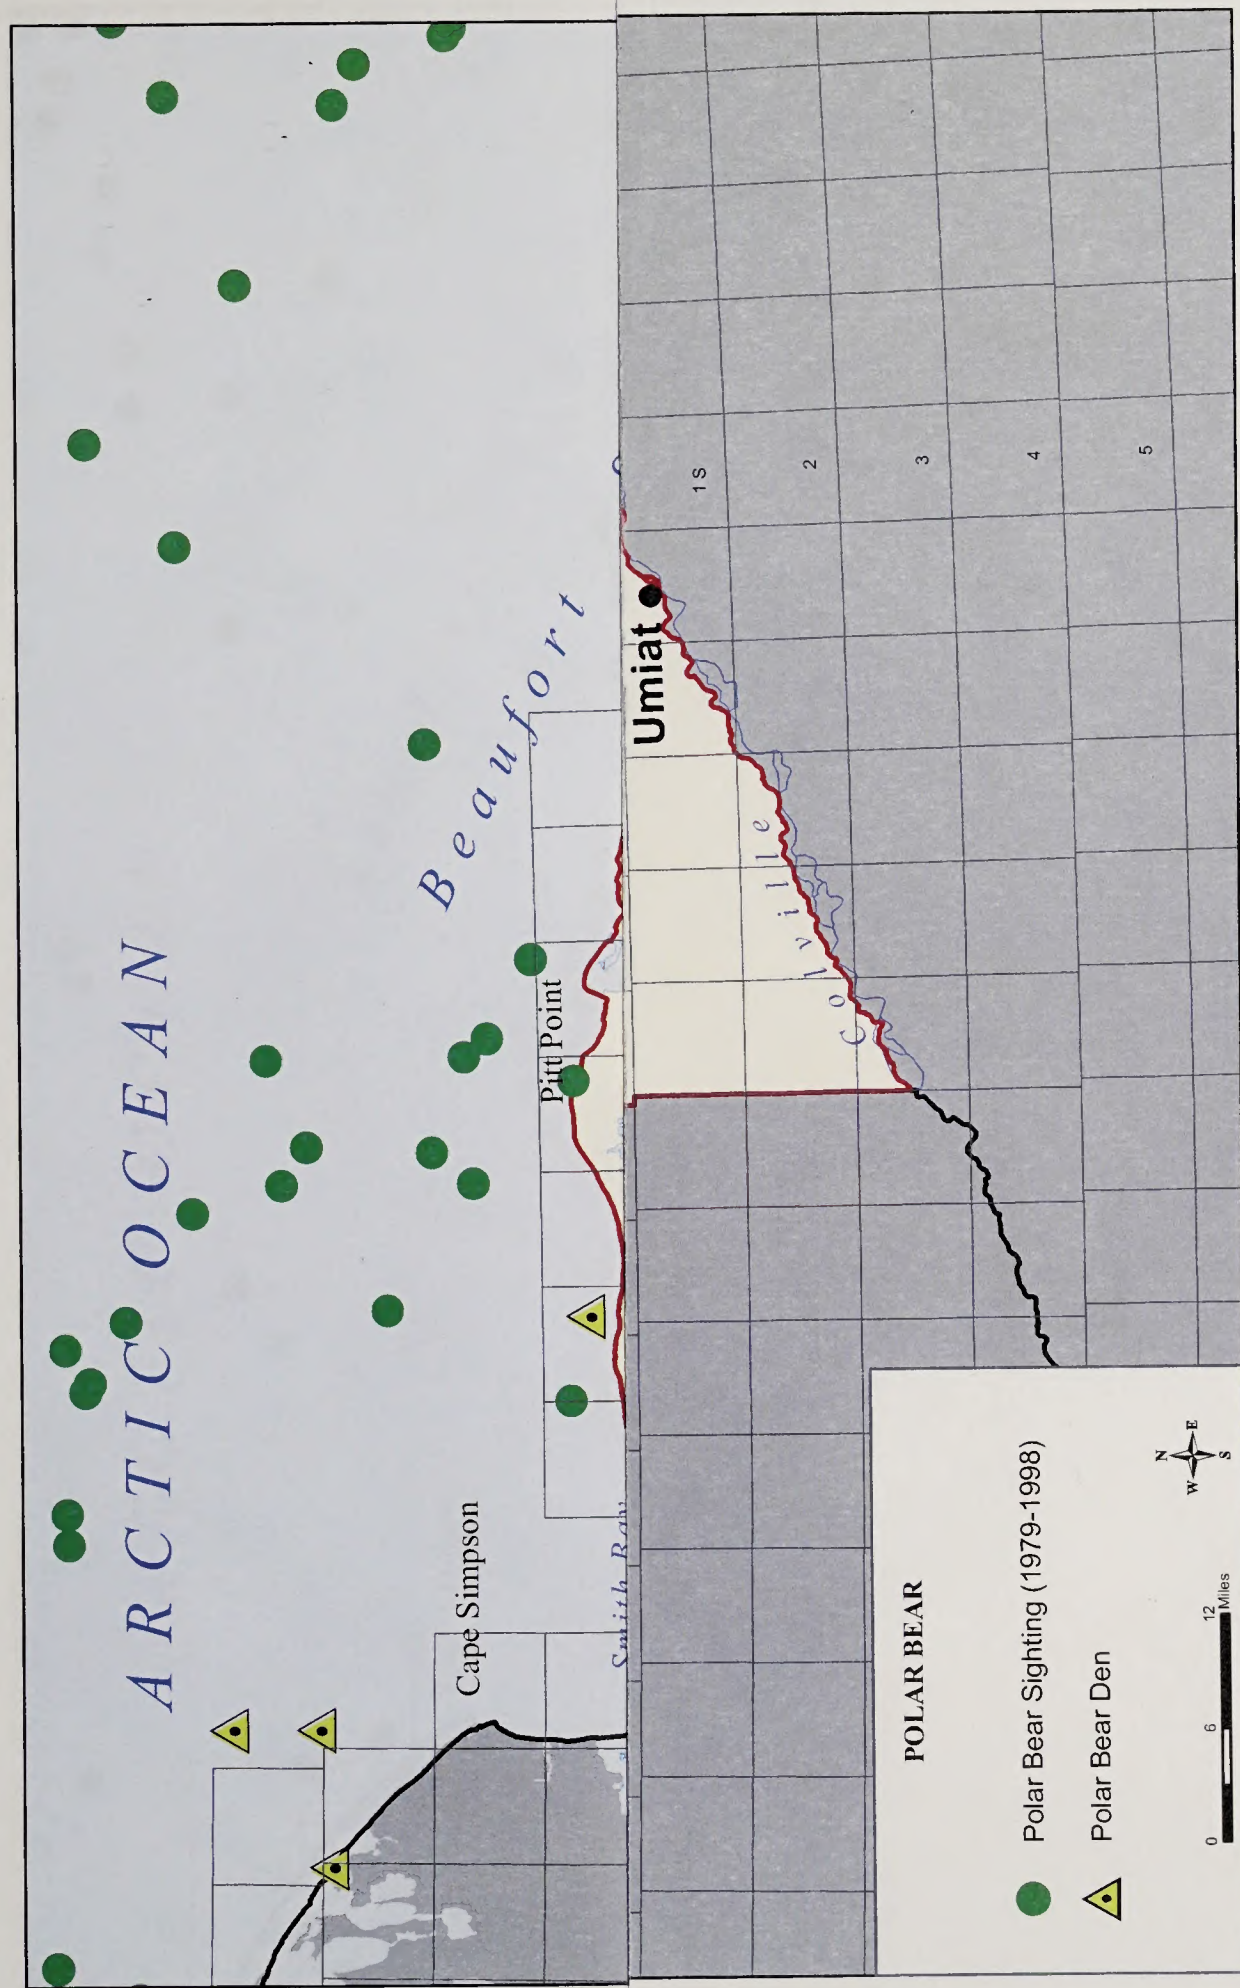 ARCTIC OCEAN
Beaufort
Cape Simpson
Pitt Point
Umiat
Colville
1 S
2
3
4
5
POLAR BEAR
Polar Bear Sighting (1979-1998)
Polar Bear Den
0 6 12
Miles
N
W E
S